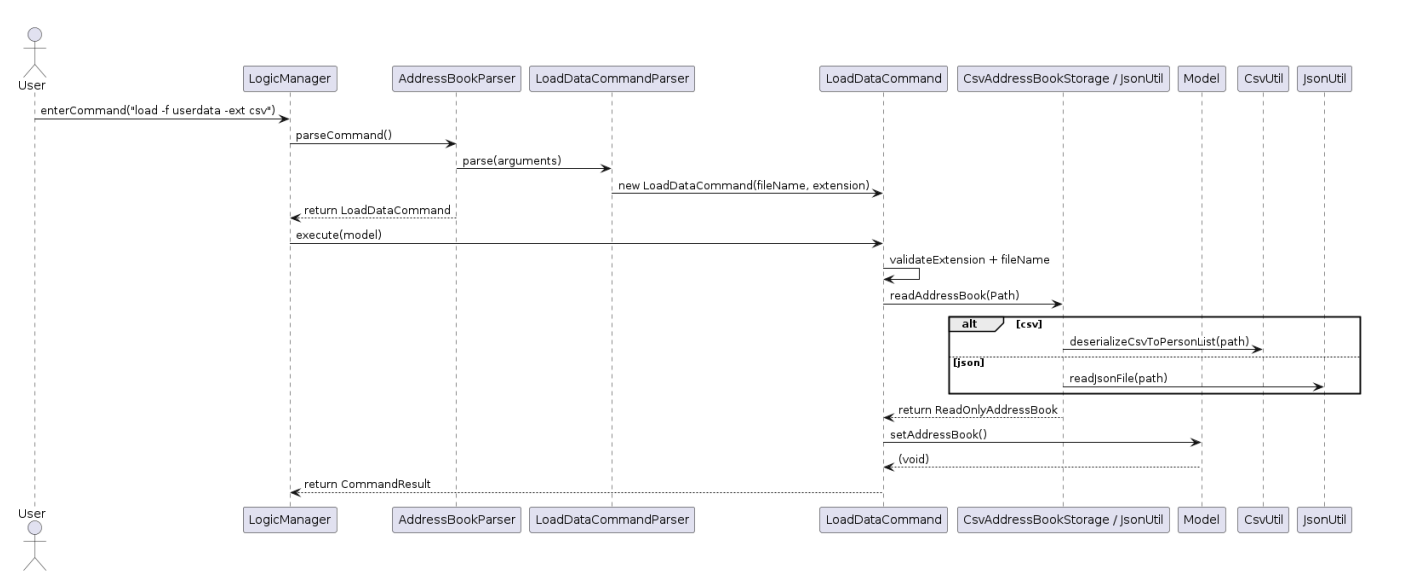 User
LogicManager
AddressBookParser
LoadDataCommandParser
LoadDataCommand
CsvAddressBookStorage / JsonUtil
Model
CsvUtil
JsonUtil
enterCommand("load -f userdata -ext csv")
parseCommand()
parse(arguments)
new LoadDataCommand(fileName, extension)
return LoadDataCommand
execute(model)
validateExtension + fileName
readAddressBook(Path)
alt
[csv]
deserializeCsvToPersonList(path)
[json]
readJsonFile(path)
return ReadOnlyAddressBook
setAddressBook()
(void)
return CommandResult
User
LogicManager
AddressBookParser
LoadDataCommandParser
LoadDataCommand
CsvAddressBookStorage / JsonUtil
Model
CsvUtil
JsonUtil